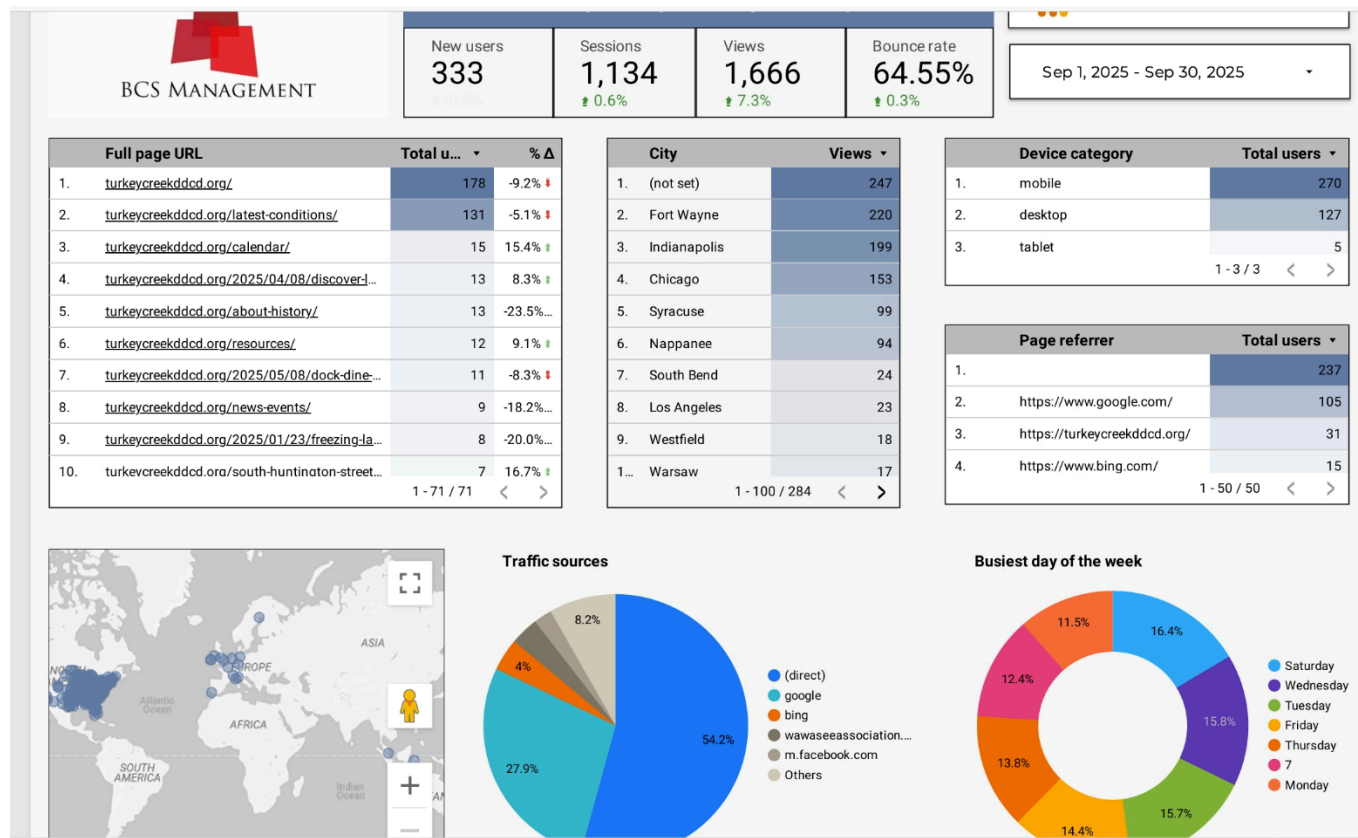 BCS MANAGEMENT
New users
333
Sessions
1,134
0.6%
Views
1,666
7.3%
Bounce rate
64.55%
0.3%
Sep 1, 2025 - Sep 30, 2025
Full page URL Total u... % Δ
1. turkeycreekddcd.org/ 178 -9.2%
2. turkeycreekddcd.org/latest-conditions/ 131 -5.1%
3. turkeycreekddcd.org/calendar/ 15 15.4%
4. turkeycreekddcd.org/2025/04/08/discover-l... 13 8.3%
5. turkeycreekddcd.org/about-history/ 13 -23.5%...
6. turkeycreekddcd.org/resources/ 12 9.1%
7. turkeycreekddcd.org/2025/05/08/dock-dine-... 11 -8.3%
8. turkeycreekddcd.org/news-events/ 9 -18.2%...
9. turkeycreekddcd.org/2025/01/23/freezing-la... 8 -20.0%...
10. turkeycreekddcd.org/south-huntington-street... 7 16.7%
1 - 71 / 71
City Views
1. (not set) 247
2. Fort Wayne 220
3. Indianapolis 199
4. Chicago 153
5. Syracuse 99
6. Nappanee 94
7. South Bend 24
8. Los Angeles 23
9. Westfield 18
1... Warsaw 17
1 - 100 / 284
Device category Total users
1. mobile 270
2. desktop 127
3. tablet 5
1 - 3 / 3
Page referrer Total users
1. 237
2. https://www.google.com/ 105
3. https://turkeycreekddcd.org/ 31
4. https://www.bing.com/ 15
1 - 50 / 50
ASIA
EUROPE
Atlantic
Ocean
AFRICA
SOUTH
AMERICA
Indian
Ocean
Traffic sources
8.2%
4%
54.2%
27.9%
(direct)
google
bing
wawaseeassociation....
m.facebook.com
Others
Busiest day of the week
11.5%
16.4%
12.4%
15.8%
13.8%
15.7%
14.4%
Saturday
Wednesday
Tuesday
Friday
Thursday
7
Monday